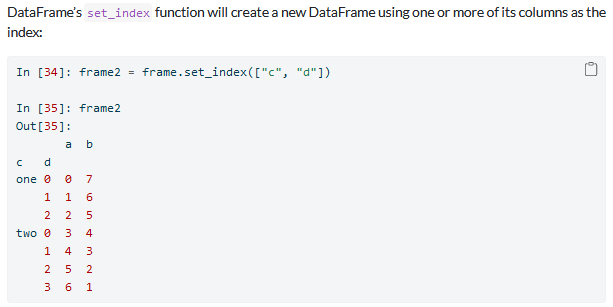 DataFrame's set_index function will create a new DataFrame using one or more of its columns as the
index:
In [34]: frame2 = frame.set_index(["c", "d"])
In [35]: frame2
Out[35]:
       a  b
c   d
one 0  0  7
    1  1  6
    2  2  5
two 0  3  4
    1  4  3
    2  5  2
    3  6  1